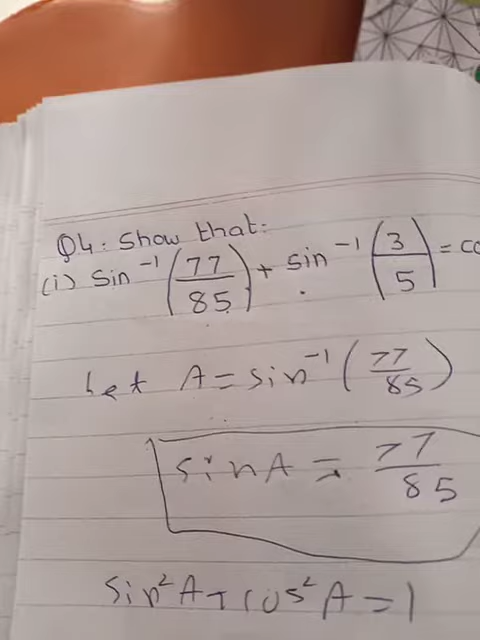 Q4: Show that:
(i) Sin⁻¹(77/85) + sin⁻¹(3/5) = co
Let A = sin⁻¹(77/85)
sinA = 77/85
Sin²A + cos²A = 1